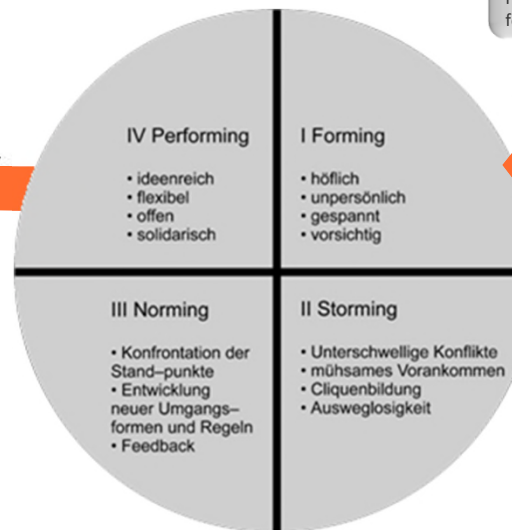 IV Performing
• ideenreich
• flexibel
• offen
• solidarisch
I Forming
• höflich
• unpersönlich
• gespannt
• vorsichtig
III Norming
• Konfrontation der
Stand–punkte
• Entwicklung
neuer Umgangs–
formen und Regeln
• Feedback
II Storming
• Unterschwellige Konflikte
• mühsames Vorankommen
• Cliquenbildung
• Ausweglosigkeit